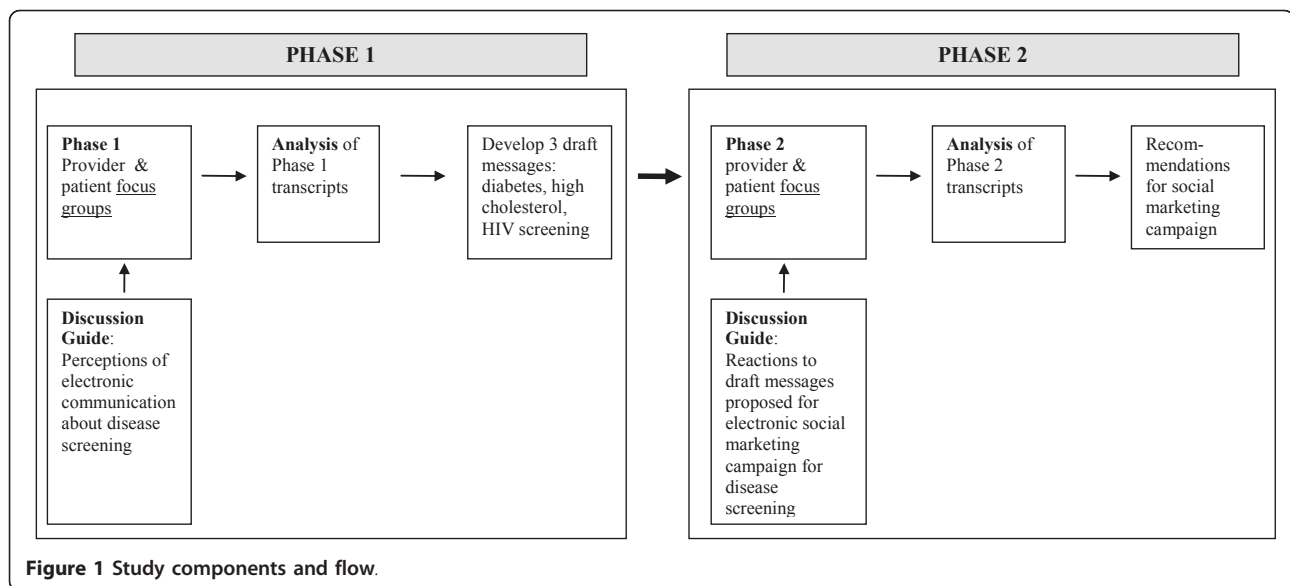 PHASE 1
Phase 1
Provider &
patient focus
groups
Analysis of
Phase 1
transcripts
Develop 3 draft
messages:
diabetes, high
cholesterol,
HIV screening
Discussion
Guide:
Perceptions of
electronic
communication
about disease
screening
PHASE 2
Phase 2
provider &
patient focus
groups
Analysis of
Phase 2
transcripts
Recom-
mendations
for social
marketing
campaign
Discussion
Guide:
Reactions to
draft messages
proposed for
electronic social
marketing
campaign for
disease
screening
Figure 1 Study components and flow.